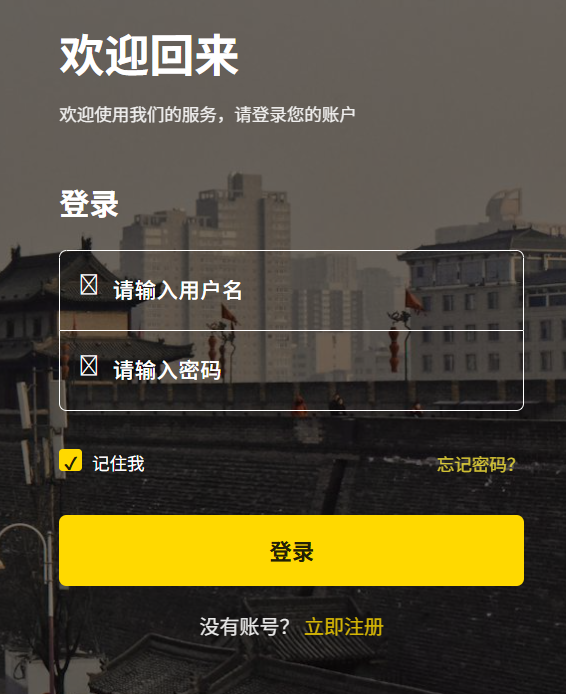 欢迎回来
欢迎使用我们的服务，请登录您的账户
登录
请输入用户名
请输入密码
记住我 忘记密码？
登录
没有账号？ 立即注册